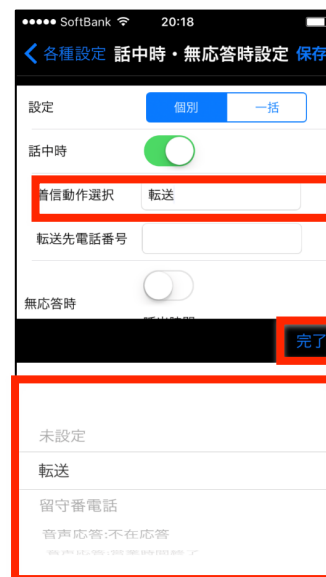 SoftBank 20:18
各種設定 話中時・無応答時設定 保存
設定 個別 一括
話中時
着信動作選択 転送
転送先電話番号
無応答時
完了
未設定
転送
留守番電話
音声応答:不在応答